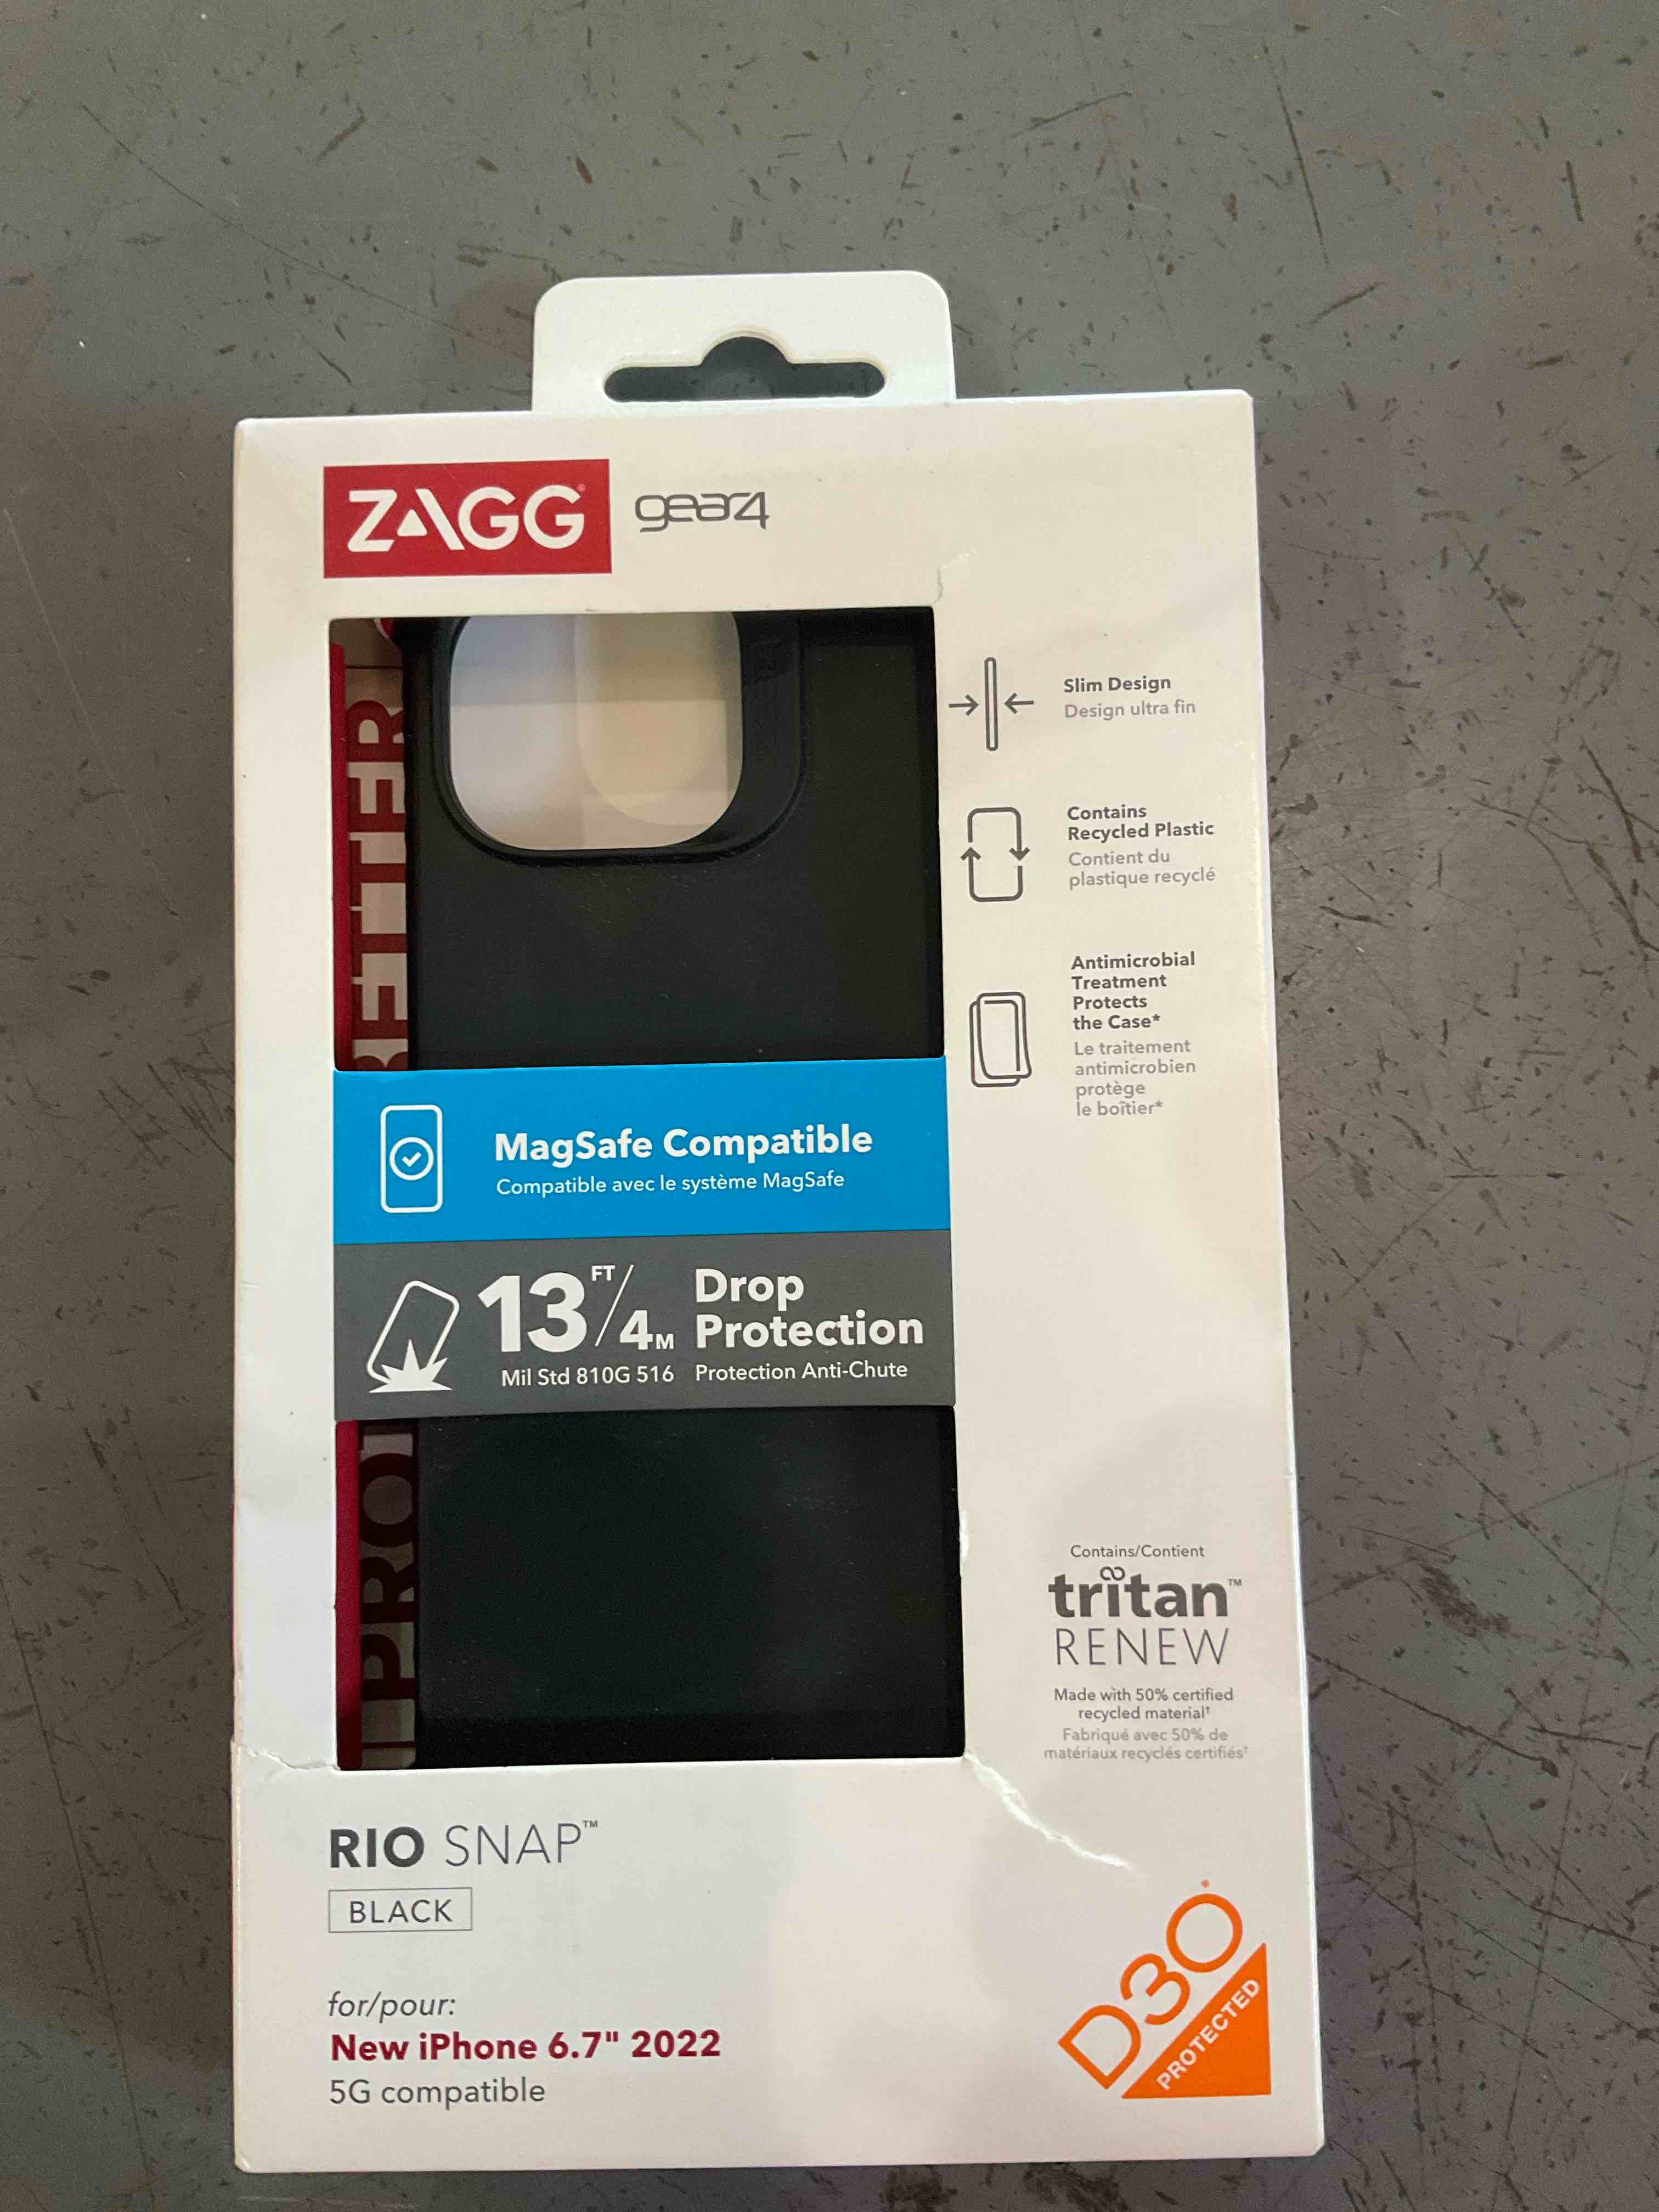 ZAGG gear4
Slim Design
Design ultra fin
Contains
Recycled Plastic
Contient du
plastique recyclé
Antimicrobial
Treatment
Protects
the Case*
Le traitement
antimicrobien
protège
le boîtier*
MagSafe Compatible
Compatible avec le système MagSafe
13FT/4M Drop
Protection
Mil Std 810G 516 Protection Anti-Chute
Contains/Contient
tritan™
RENEW
Made with 50% certified
recycled material†
Fabriqué avec 50% de
matériaux recyclés certifiés†
RIO SNAP™
BLACK
for/pour:
New iPhone 6.7" 2022
5G compatible
D3O
PROTECTED